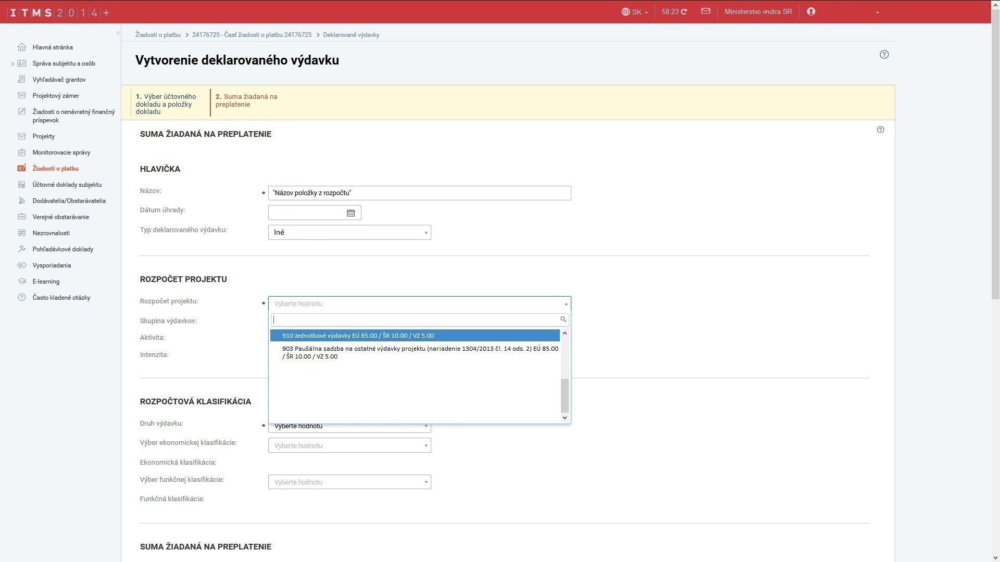 ITMS2014+
SK
58:23
Ministerstvo vnútra SR
Žiadosti o platbu > 24176725 - Časť žiadosti o platbu 24176725 > Deklarované výdavky
Hlavná stránka
Správa subjektu a osôb
Vyhľadávač grantov
Projektový zámer
Žiadosti o nenávratný finančný
príspevok
Projekty
Monitorovacie správy
Žiadosti o platbu
Účtovné doklady subjektu
Dodávatelia/Obstarávatelia
Verejné obstarávanie
Nezrovnalosti
Pohľadávkové doklady
Vysporiadania
E-learning
Často kladené otázky
Vytvorenie deklarovaného výdavku
1. Výber účtovného
dokladu a položky
dokladu
2. Suma žiadaná na
preplatenie
SUMA ŽIADANÁ NA PREPLATENIE
HLAVIČKA
Názov:
"Názov položky z rozpočtu"
Dátum úhrady:
Typ deklarovaného výdavku:
Iné
ROZPOČET PROJEKTU
Rozpočet projektu:
Vyberte hodnotu
Skupina výdavkov:
Aktivita:
Intenzita:
910 Jednotkové výdavky EÚ 85.00 / ŠR 10.00 / VZ 5.00
903 Paušálna sadzba na ostatné výdavky projektu (nariadenie 1304/2013 čl. 14 ods. 2) EÚ 85.00
/ ŠR 10.00 / VZ 5.00
ROZPOČTOVÁ KLASIFIKÁCIA
Druh výdavku:
Vyberte hodnotu
Výber ekonomickej klasifikácie:
Vyberte hodnotu
Ekonomická klasifikácia:
Výber funkčnej klasifikácie:
Vyberte hodnotu
Funkčná klasifikácia:
SUMA ŽIADANÁ NA PREPLATENIE